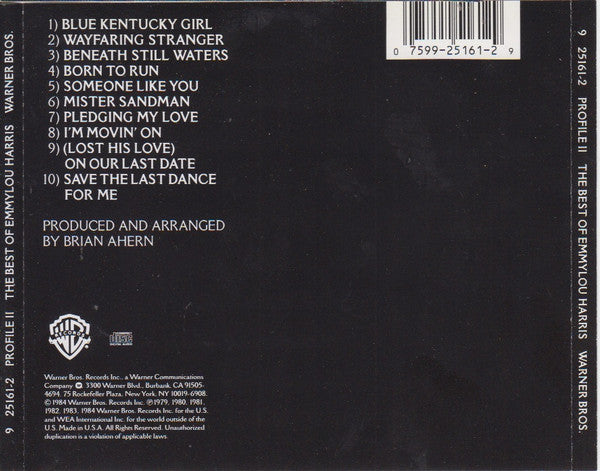 1) BLUE KENTUCKY GIRL
2) WAYFARING STRANGER
3) BENEATH STILL WATERS
4) BORN TO RUN
5) SOMEONE LIKE YOU
6) MISTER SANDMAN
7) PLEDGING MY LOVE
8) I'M MOVIN' ON
9) (LOST HIS LOVE)
ON OUR LAST DATE
10) SAVE THE LAST DANCE
FOR ME
PRODUCED AND ARRANGED
BY BRIAN AHERN
0 7599-25161-2 9
WB
RECORDS
COMPACT
DISC
DIGITAL AUDIO
Warner Bros. Records Inc., a Warner Communications
Company 3300 Warner Blvd., Burbank, CA 91505-
4694. 75 Rockefeller Plaza, New York, NY 10019-6908.
© 1984 Warner Bros. Records Inc. ℗1979, 1980, 1981,
1982, 1983, 1984 Warner Bros. Records Inc. for the U.S.
and WEA International Inc. for the world outside of the
U.S. Made in U.S.A. All Rights Reserved. Unauthorized
duplication is a violation of applicable laws.
9 25161-2 PROFILE II THE BEST OF EMMYLOU HARRIS WARNER BROS.
9 25161-2 PROFILE II THE BEST OF EMMYLOU HARRIS WARNER BROS.